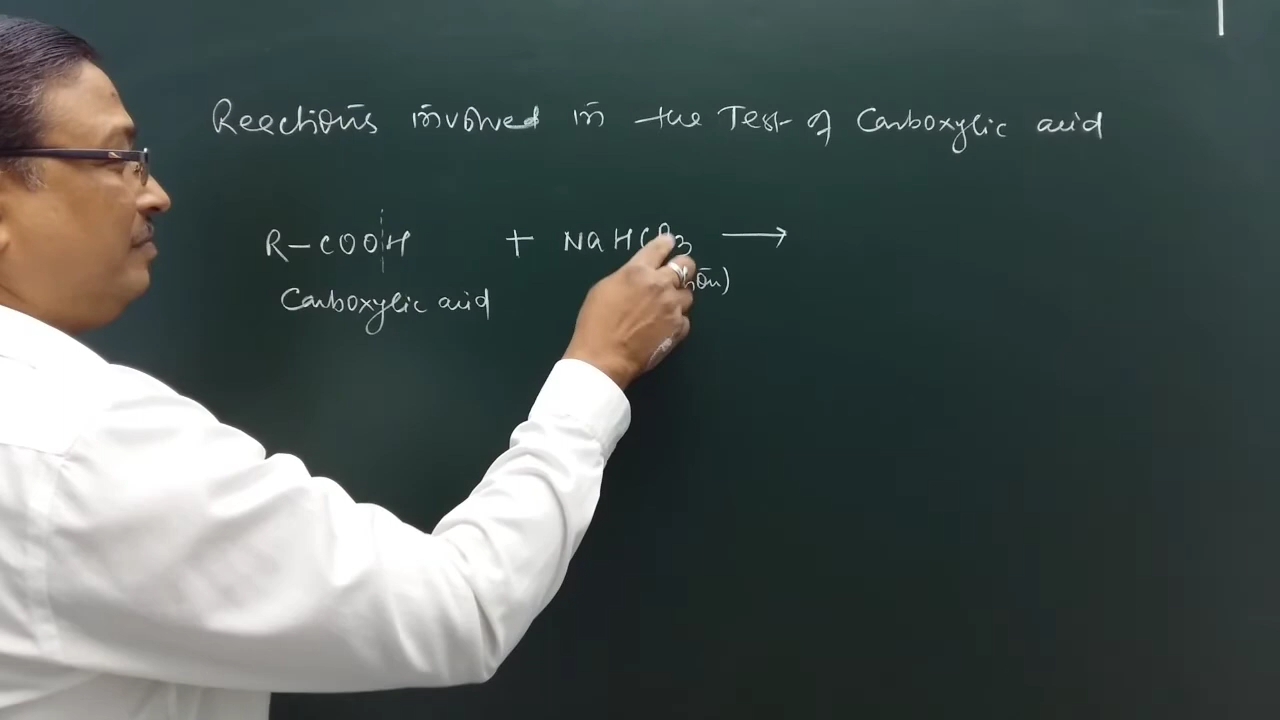 Reactions involved in the Test of Carboxylic acid
R-COOH + NaHCO3 →
Carboxylic acid